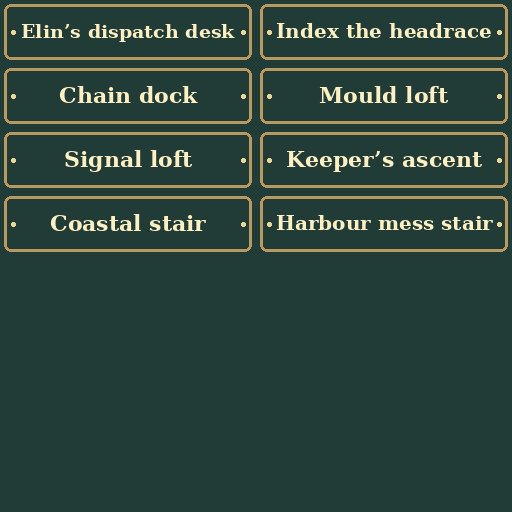 Elin’s dispatch desk
Index the headrace
Chain dock
Mould loft
Signal loft
Keeper’s ascent
Coastal stair
Harbour mess stair